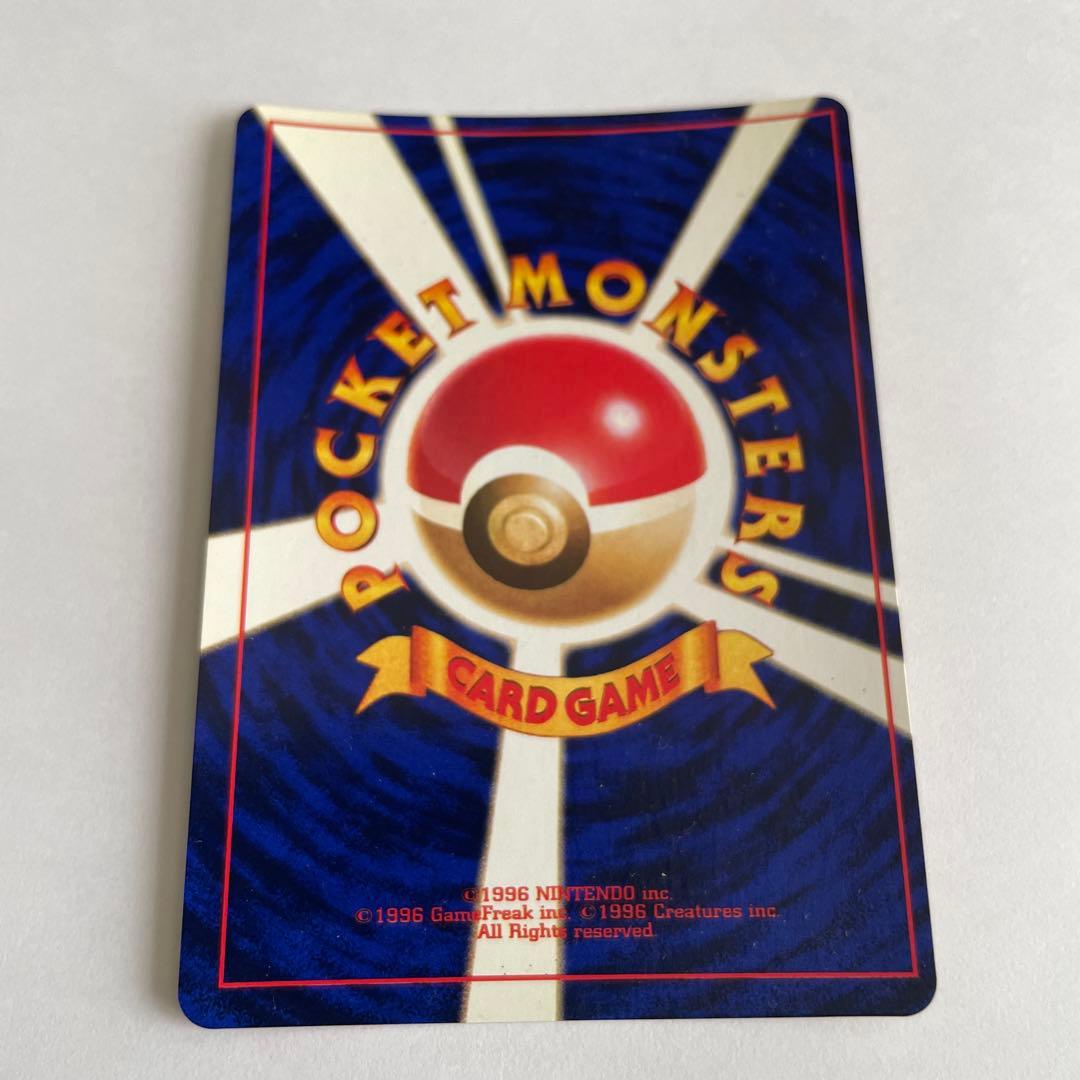 POCKET MONSTERS
CARD GAME
©1996 NINTENDO inc.
©1996 GameFreak inc. ©1996 Creatures inc.
All Rights reserved.